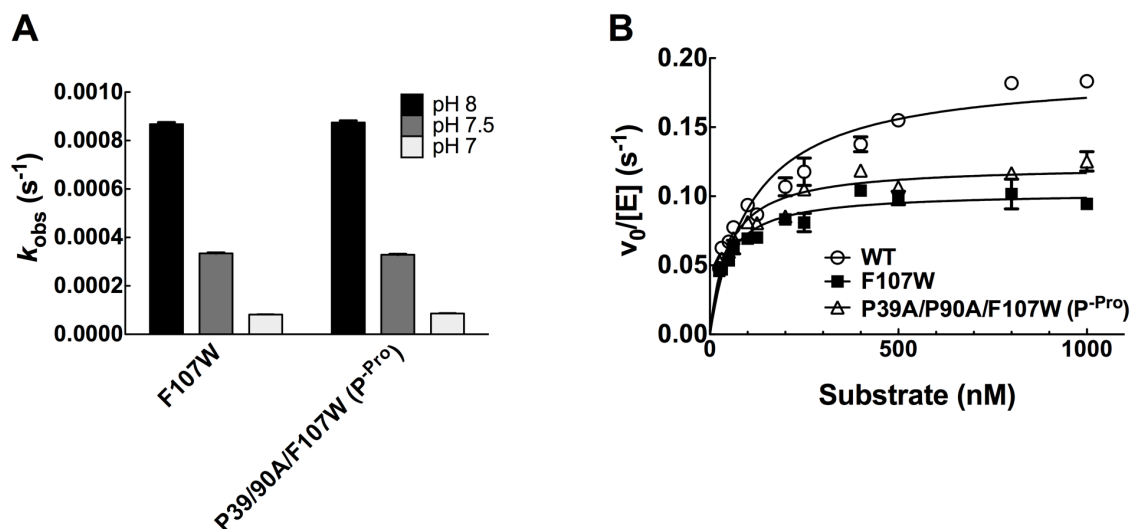 A
kobs (s-1)
0.0010
0.0008
0.0006
0.0004
0.0002
0.0000
pH 8
pH 7.5
pH 7
F107W
P39/90A/F107W (P-Pro)
B
v0/[E] (s-1)
0.20
0.15
0.10
0.05
0.00
WT
F107W
P39A/P90A/F107W (P-Pro)
0
500
1000
Substrate (nM)